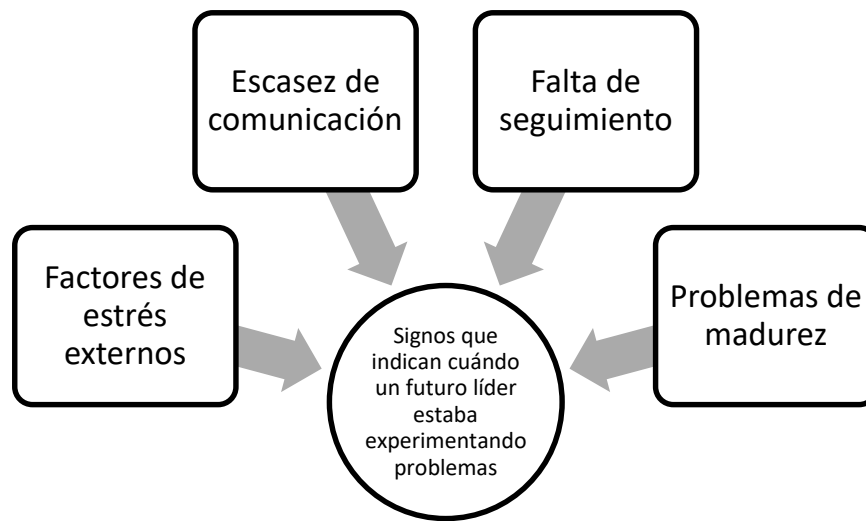 Escasez de
comunicación
Falta de
seguimiento
Factores de
estrés
externos
Problemas de
madurez
Signos que
indican cuándo
un futuro líder
estaba
experimentando
problemas